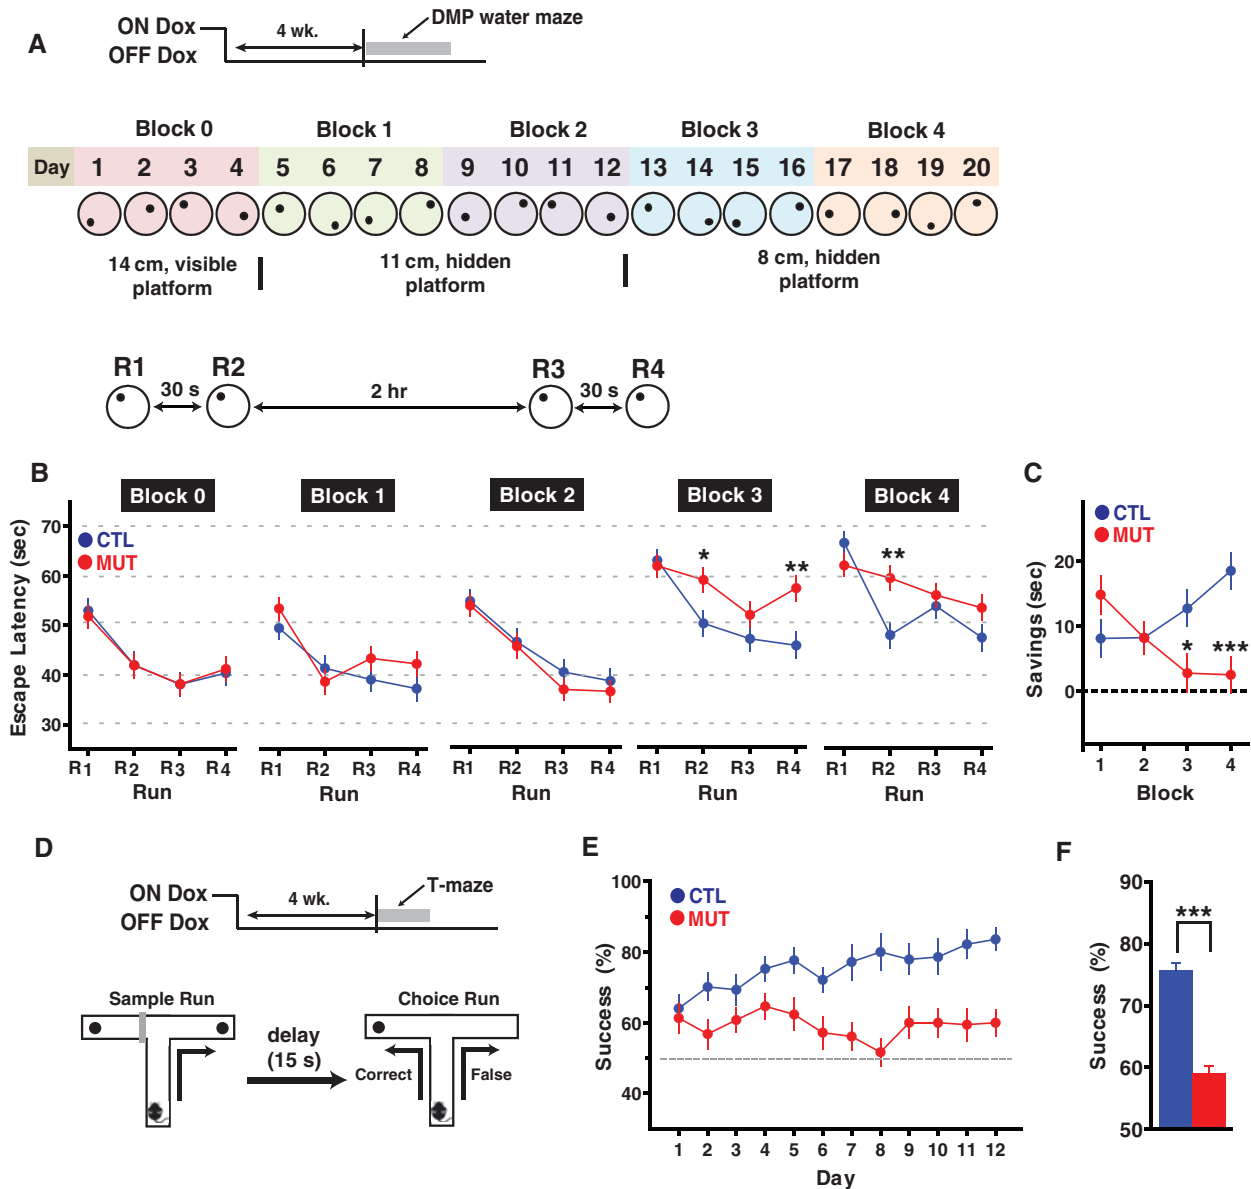 A
ON Dox
OFF Dox
4 wk.
DMP water maze
Block 0 Block 1 Block 2 Block 3 Block 4
Day 1 2 3 4 5 6 7 8 9 10 11 12 13 14 15 16 17 18 19 20
14 cm, visible
platform
11 cm, hidden
platform
8 cm, hidden
platform
R1 R2 R3 R4
30 s 2 hr 30 s
B
Block 0 Block 1 Block 2 Block 3 Block 4
Escape Latency (sec)
70
60
50
40
30
CTL
MUT
* ** **
R1 R2 R3 R4 R1 R2 R3 R4 R1 R2 R3 R4 R1 R2 R3 R4 R1 R2 R3 R4
Run Run Run Run Run
C
CTL
MUT
Savings (sec)
20
10
0
* ***
1 2 3 4
Block
D
ON Dox
OFF Dox
4 wk.
T-maze
Sample Run
delay
(15 s)
Choice Run
Correct False
E
Success (%)
100
80
60
40
CTL
MUT
1 2 3 4 5 6 7 8 9 10 11 12
Day
F
Success (%)
90
80
70
60
50
***